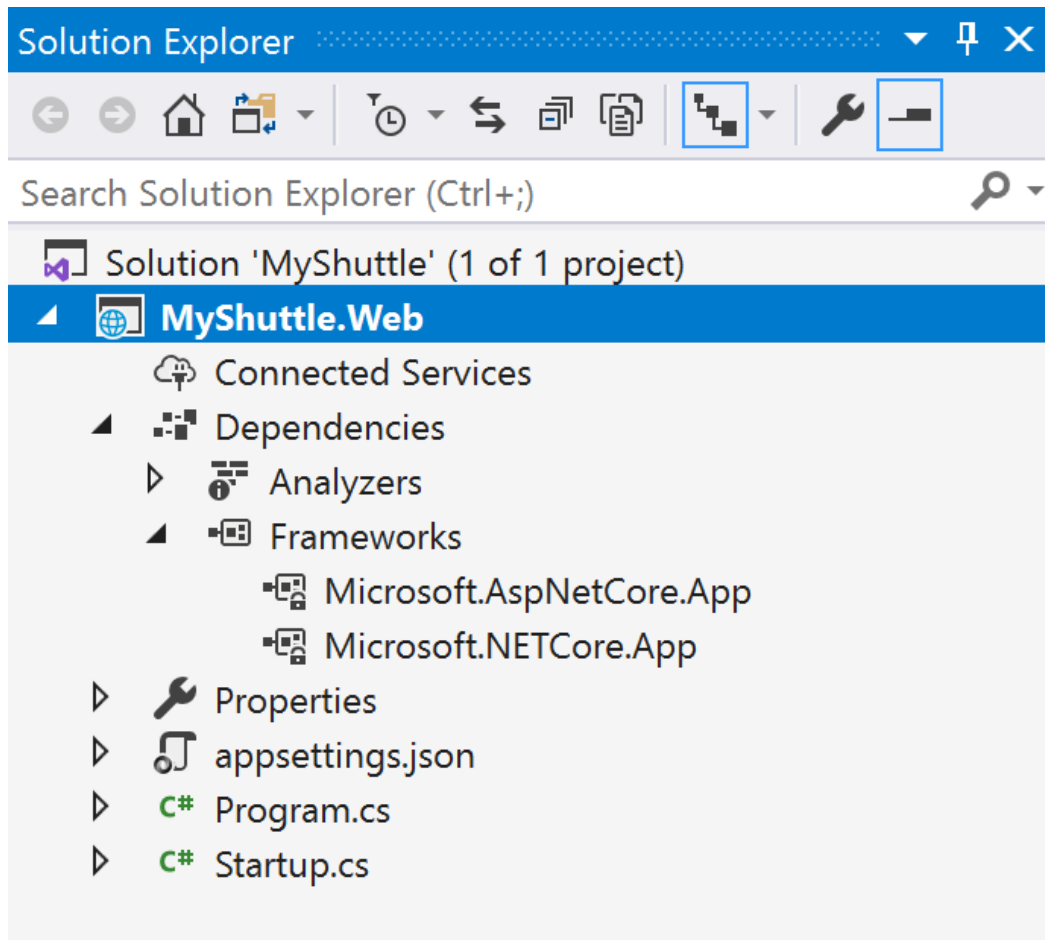 Solution Explorer
Search Solution Explorer (Ctrl+;)
Solution 'MyShuttle' (1 of 1 project)
MyShuttle.Web
Connected Services
Dependencies
Analyzers
Frameworks
Microsoft.AspNetCore.App
Microsoft.NETCore.App
Properties
appsettings.json
C# Program.cs
C# Startup.cs